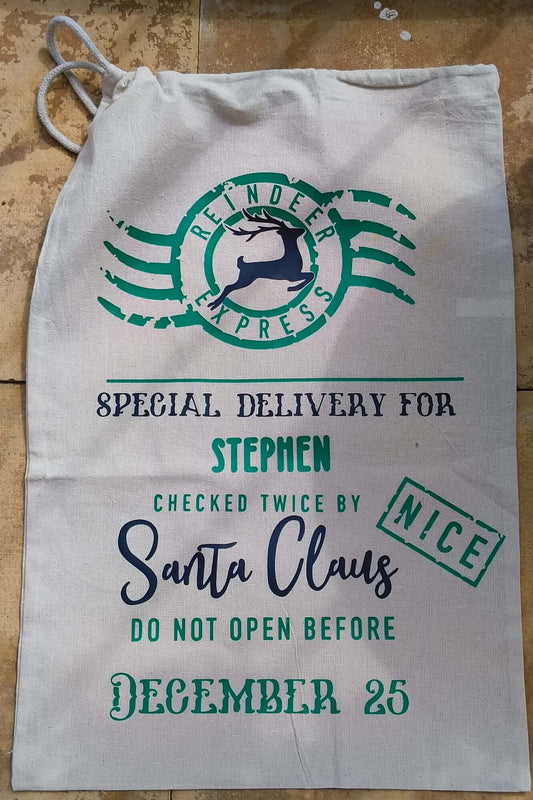 REINDEER
EXPRESS
SPECIAL DELIVERY FOR
STEPHEN
CHECKED TWICE BY
NICE
Santa Claus
DO NOT OPEN BEFORE
DECEMBER 25